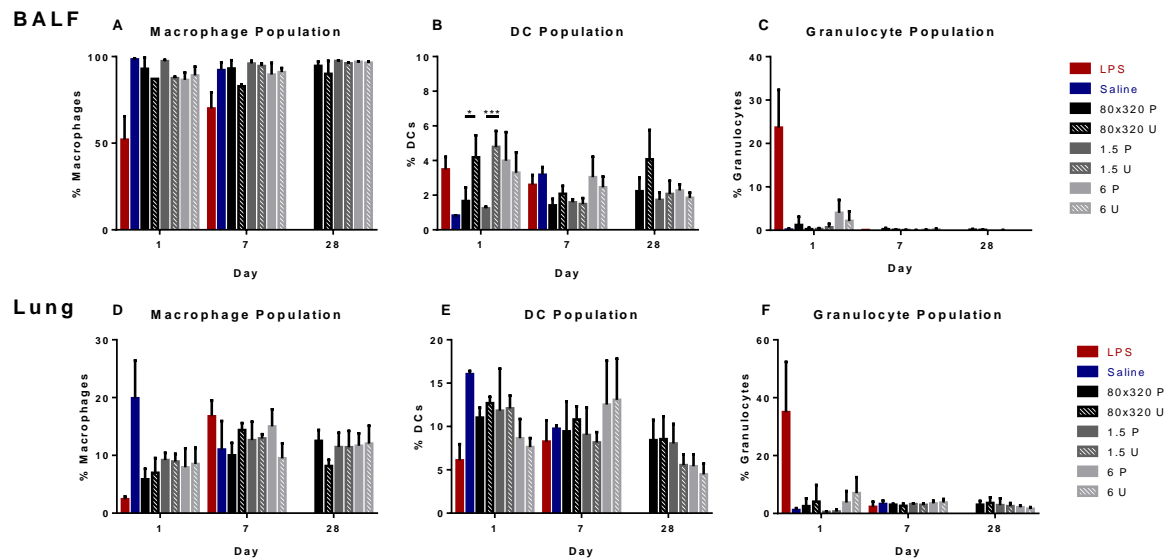 BALF
A
Macrophage Population
% Macrophages
100
50
0
1
7
28
Day
B
DC Population
% DCs
10
8
6
4
2
0
*
***
1
7
28
Day
C
Granulocyte Population
% Granulocytes
40
30
20
10
0
1
7
28
Day
LPS
Saline
80x320 P
80x320 U
1.5 P
1.5 U
6 P
6 U
Lung
D
Macrophage Population
% Macrophages
30
20
10
0
1
7
28
Day
E
DC Population
% DCs
20
15
10
5
0
1
7
28
Day
F
Granulocyte Population
% Granulocytes
60
40
20
0
1
7
28
Day
LPS
Saline
80x320 P
80x320 U
1.5 P
1.5 U
6 P
6 U